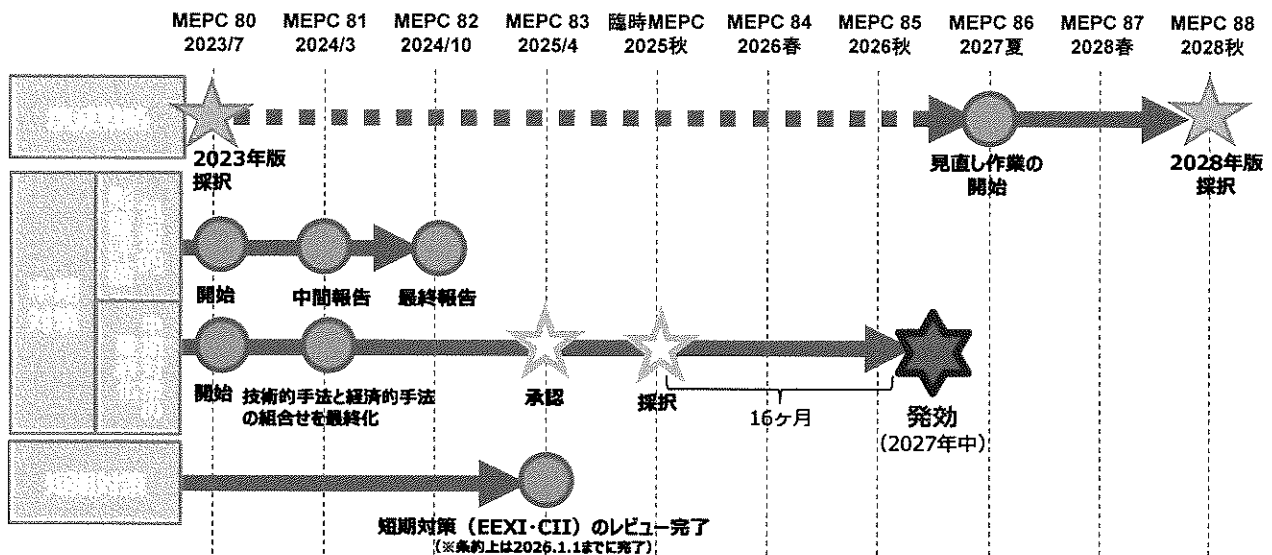 MEPC 80 MEPC 81 MEPC 82 MEPC 83 臨時MEPC MEPC 84 MEPC 85 MEPC 86 MEPC 87 MEPC 88
2023/7 2024/3 2024/10 2025/4 2025秋 2026春 2026秋 2027夏 2028春 2028秋
2023年版
採択
見直し作業の
開始
2028年版
採択
開始 中間報告 最終報告
開始 技術的手法と経済的手法
の組合せを最終化
承認 採択
16ヶ月
発効
(2027年中)
短期対策（EEXI・CII）のレビュー完了
(※条約上は2026.1.1までに完了)